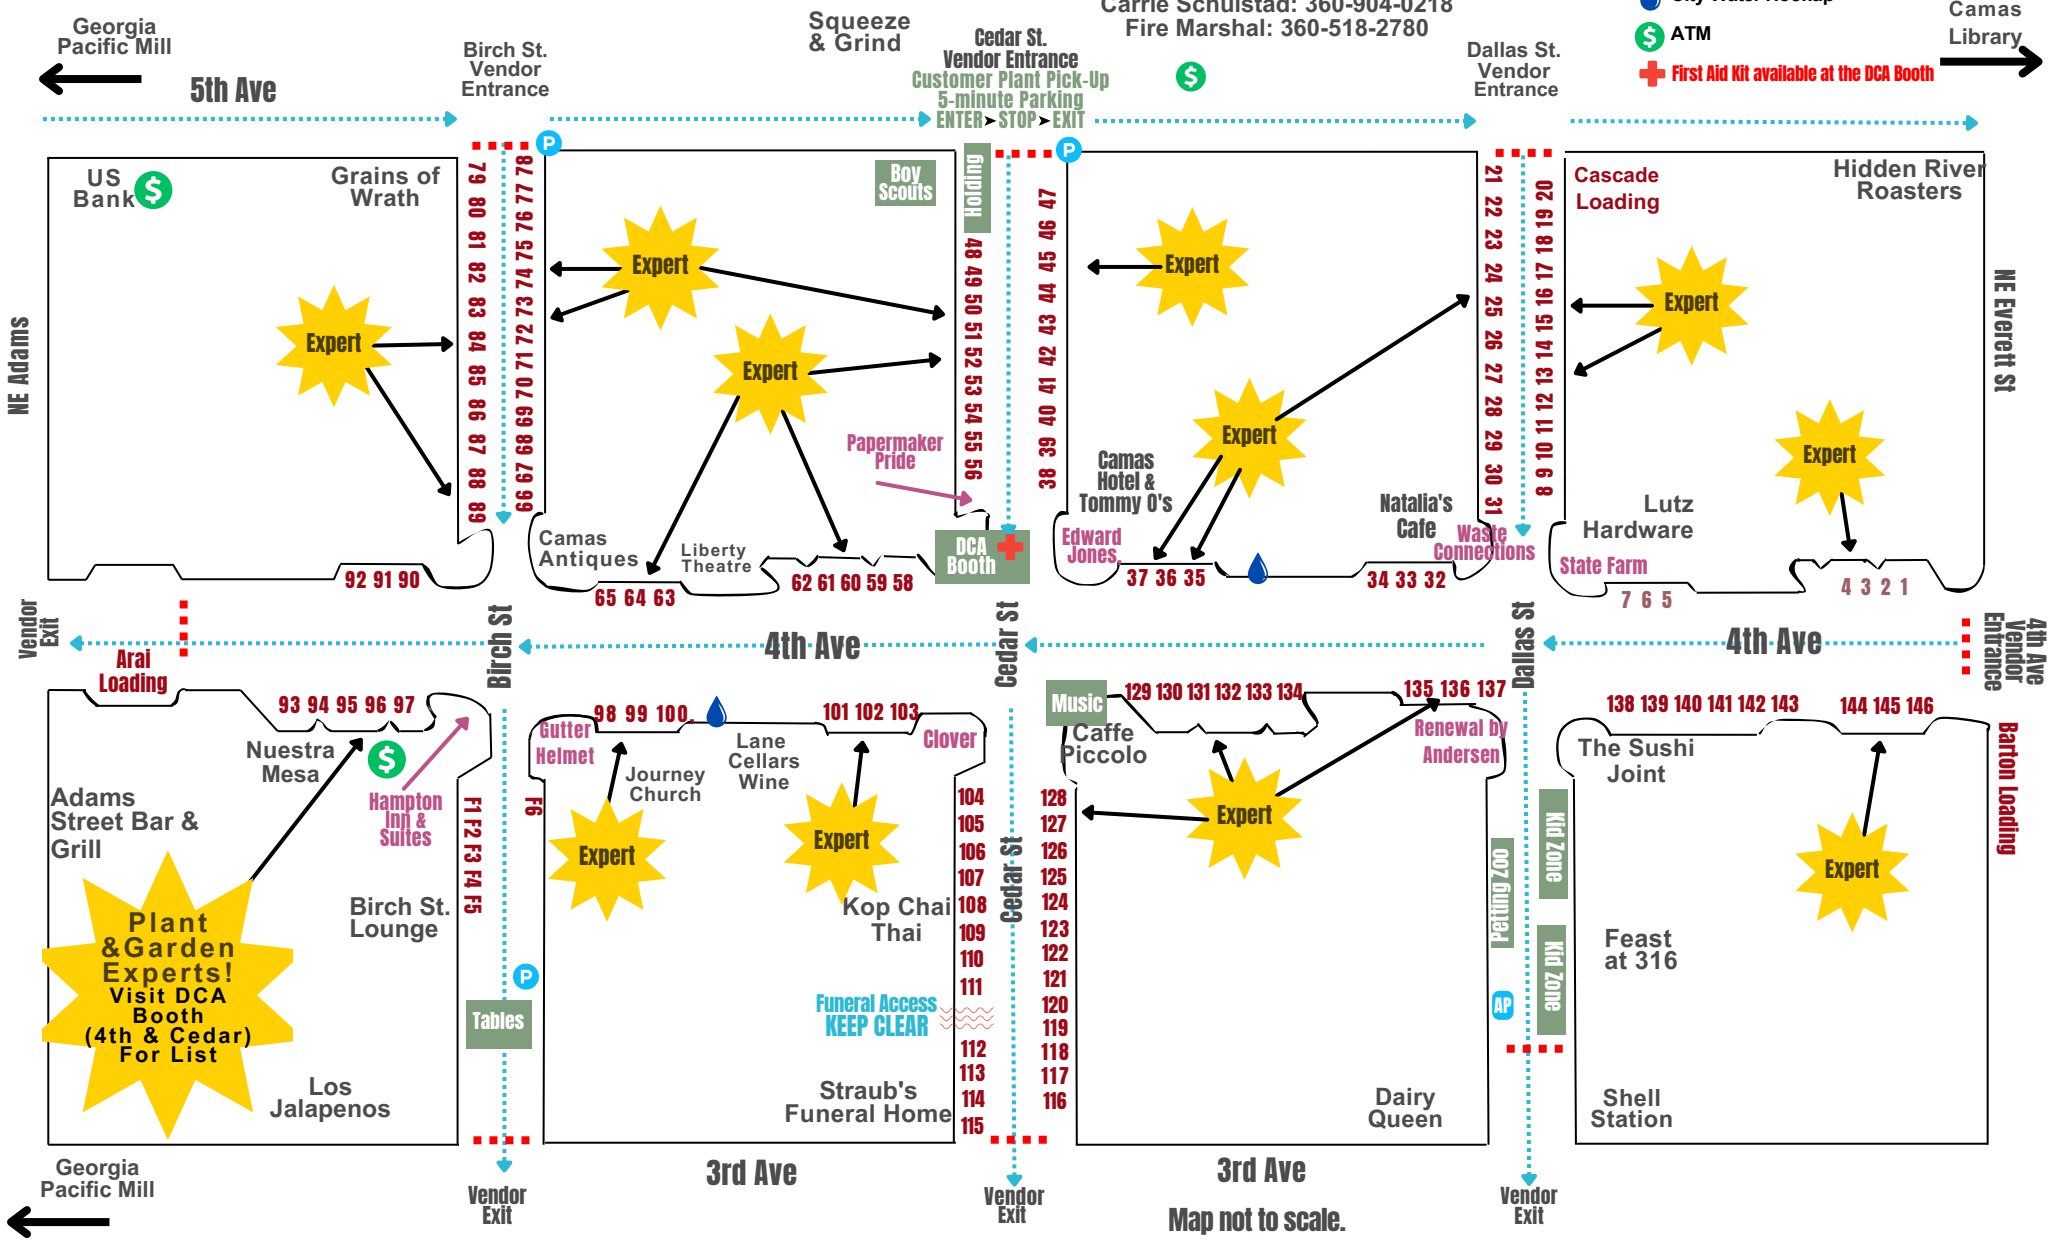 Georgia
Pacific Mill
5th Ave
Birch St.
Vendor
Entrance
Squeeze
& Grind
Cedar St.
Vendor Entrance
Customer Plant Pick-Up
5-minute Parking
ENTER STOP EXIT
Carrie Schulstad: 360-904-0218
Fire Marshal: 360-518-2780
$
Dallas St.
Vendor
Entrance
City Water Hookup
$ ATM
First Aid Kit available at the DCA Booth
Camas
Library
US
Bank
$
Grains of
Wrath
Expert
NE Adams
79 80 81 82 83 84 85 86 87 88 89
66 67 68 69 70 71 72 73 74 75 76 77 78
P
Expert
Expert
Boy
Scouts
Holding
48 49 50 51 52 53 54 55 56
Papermaker
Pride
Camas
Antiques
Liberty
Theatre
DCA
Booth
38 39 40 41 42 43 44 45 46 47
P
Expert
Expert
Camas
Hotel &
Tommy O's
Edward
Jones
Natalia's
Cafe
Waste
Connections
21 22 23 24 25 26 27 28 29 30 31
8 9 10 11 12 13 14 15 16 17 18 19 20
Cascade
Loading
Hidden River
Roasters
Expert
Expert
Lutz
Hardware
State Farm
NE Everett St
92 91 90
65 64 63
62 61 60 59 58
37 36 35
34 33 32
7 6 5
4 3 2 1
Vendor
Exit
Birch St
4th Ave
Cedar St
Dallas St
4th Ave
4th Ave
Vendor
Entrance
Arai
Loading
93 94 95 96 97
Nuestra
Mesa
$
Hampton
Inn &
Suites
Adams
Street Bar &
Grill
Plant
&Garden
Experts!
Visit DCA
Booth
(4th & Cedar)
For List
Birch St.
Lounge
Los
Jalapenos
F1 F2 F3 F4 F5
F6
P
Tables
98 99 100
Gutter
Helmet
Journey
Church
Lane
Cellars
Wine
101 102 103
Clover
Expert
Expert
Kop Chai
Thai
Funeral Access
KEEP CLEAR
Straub's
Funeral Home
104
105
106
107
108
109
110
111
112
113
114
115
Cedar St
Music
Caffe
Piccolo
129 130 131 132 133 134
135 136 137
Renewal by
Andersen
Expert
128
127
126
125
124
123
122
121
120
119
118
117
116
Dairy
Queen
Petting Zoo
AP
Kid Zone
Kid Zone
138 139 140 141 142 143
144 145 146
The Sushi
Joint
Expert
Feast
at 316
Shell
Station
Barton Loading
Georgia
Pacific Mill
Vendor
Exit
3rd Ave
Vendor
Exit
3rd Ave
Map not to scale.
Vendor
Exit